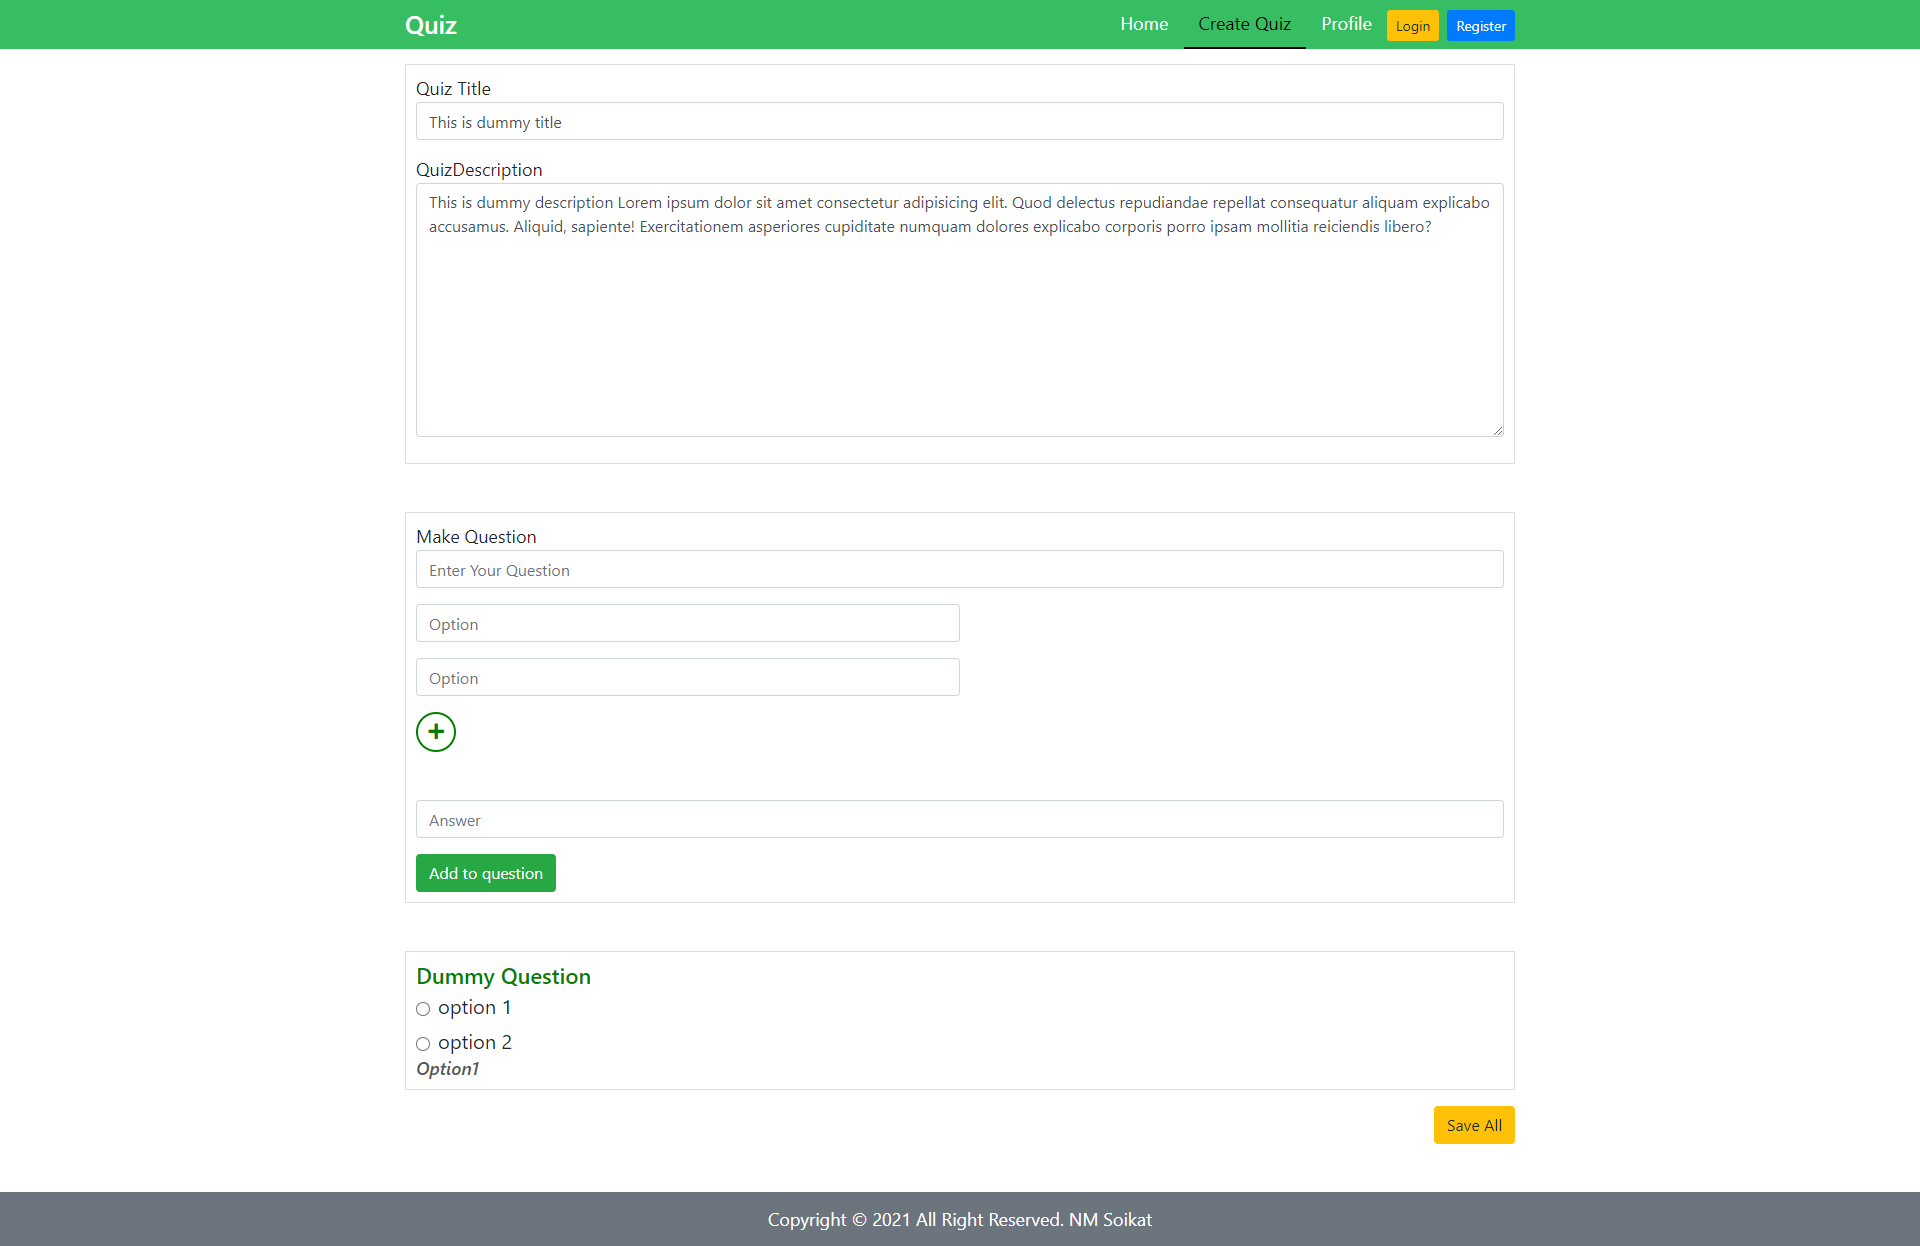 Quiz
Home
Create Quiz
Profile
Login
Register
Quiz Title
This is dummy title
QuizDescription
This is dummy description Lorem ipsum dolor sit amet consectetur adipisicing elit. Quod delectus repudiandae repellat consequatur aliquam explicabo
accusamus. Aliquid, sapiente! Exercitationem asperiores cupiditate numquam dolores explicabo corporis porro ipsam mollitia reiciendis libero?
Make Question
Enter Your Question
Option
Option
Answer
Add to question
Dummy Question
option 1
option 2
Option1
Save All
Copyright © 2021 All Right Reserved. NM Soikat